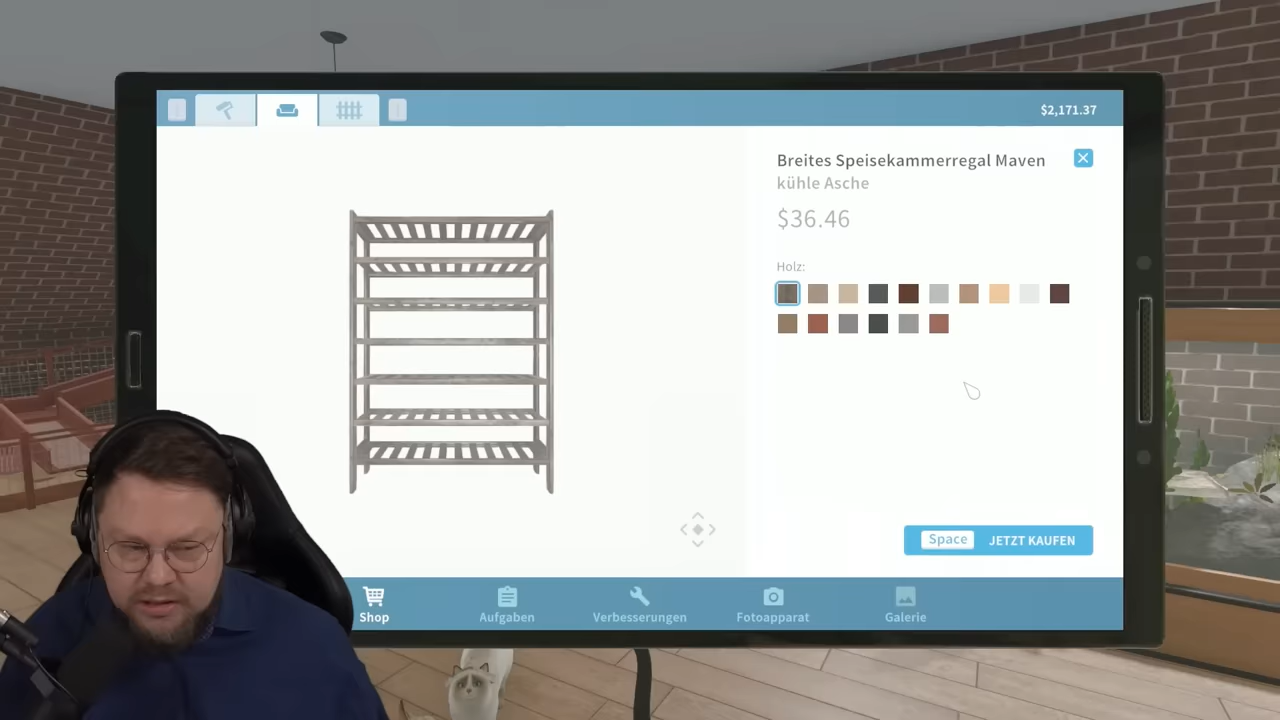 $2,171.37
Breites Speisekammerregal Maven
kühle Asche
$36.46
Holz:
Space JETZT KAUFEN
Shop Aufgaben Verbesserungen Fotoapparat Galerie